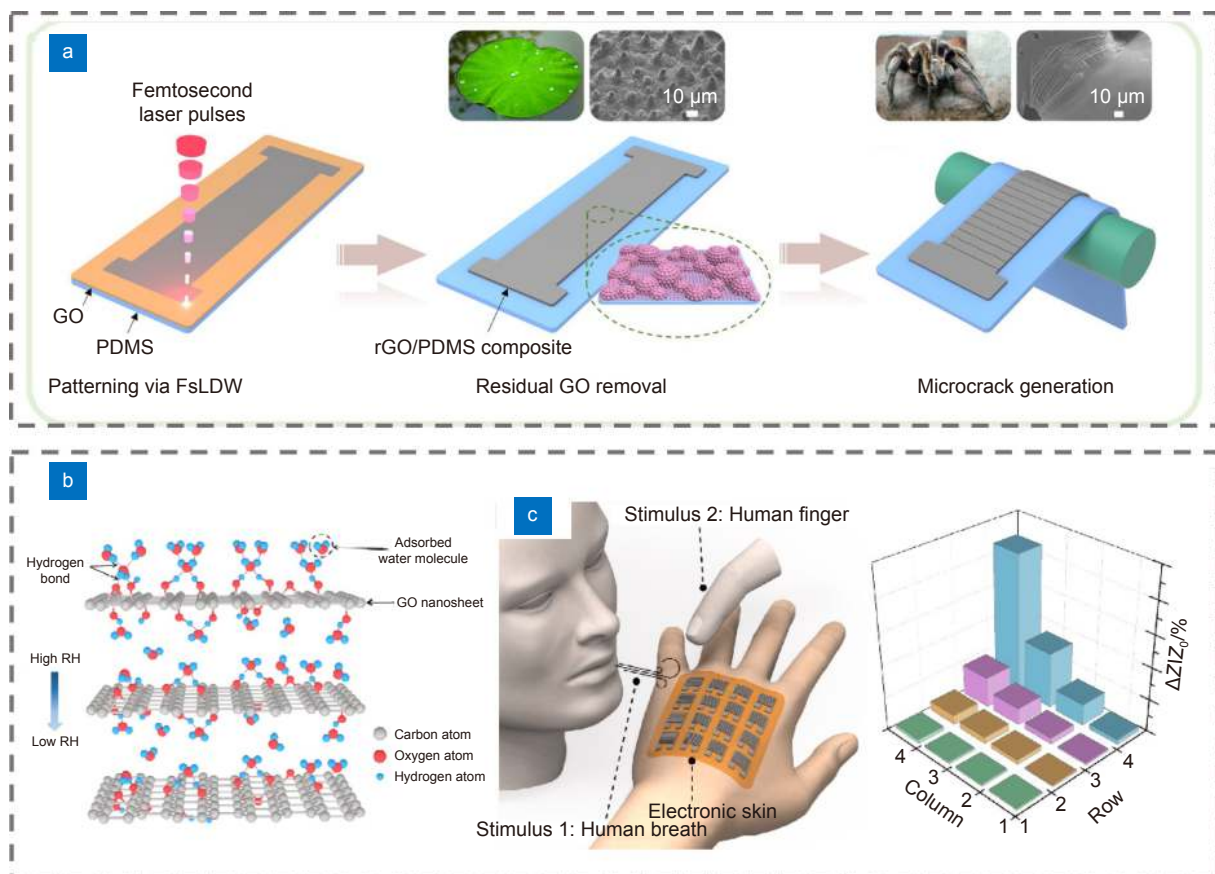 a
Femtosecond
laser pulses
10 µm
10 µm
GO
PDMS
rGO/PDMS composite
Patterning via FsLDW
Residual GO removal
Microcrack generation
b
Hydrogen
bond
Adsorbed
water molecule
GO nanosheet
High RH
Low RH
Carbon atom
Oxygen atom
Hydrogen atom
c
Stimulus 2: Human finger
Electronic skin
Stimulus 1: Human breath
ΔZ/Z0/%
4
3
2
1
Column
1
2
3
4
Row